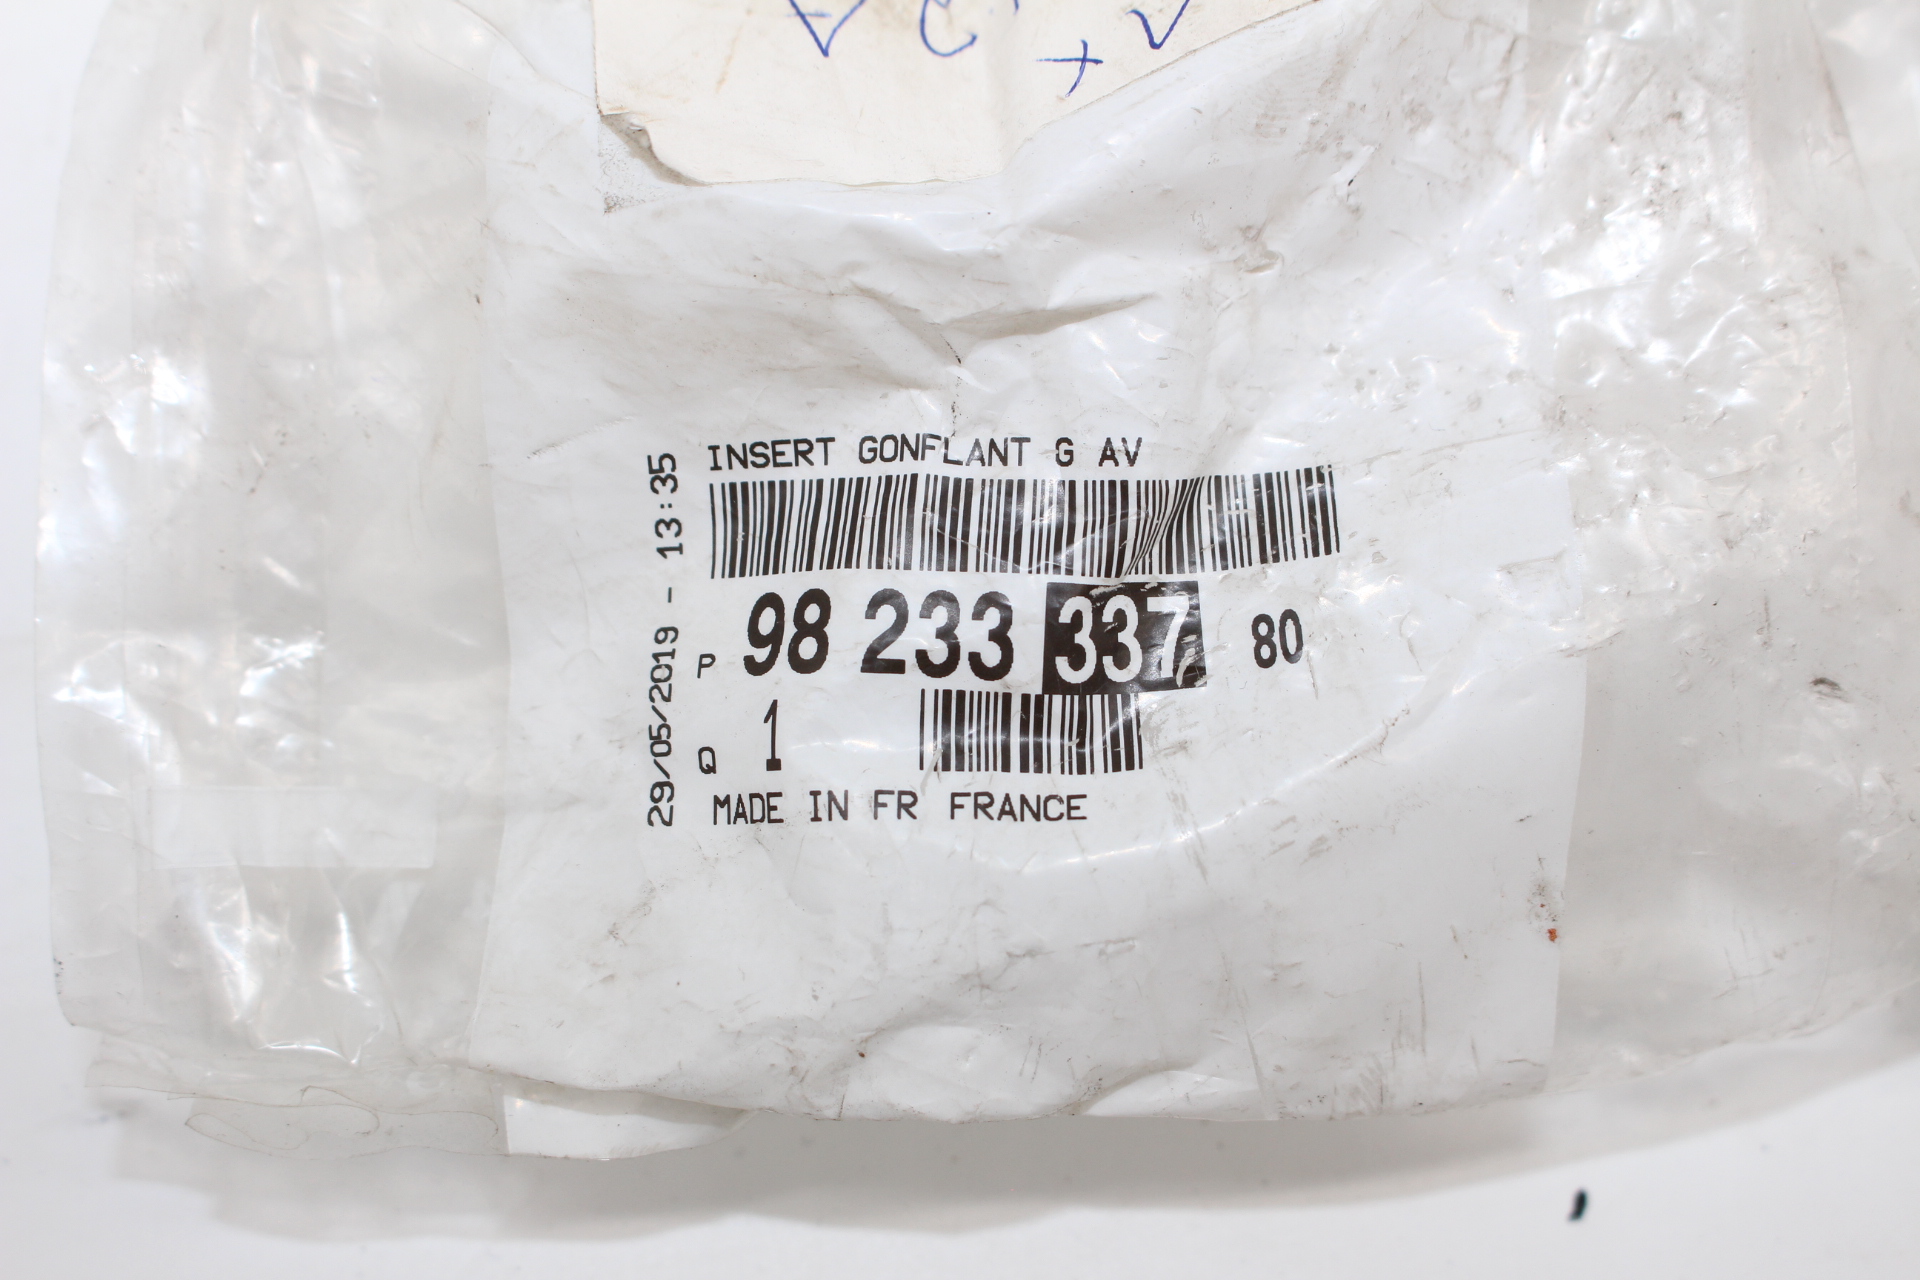 INSERT GONFLANT G AV
P 98 233 337 80
Q 1
MADE IN FR FRANCE
29/05/2019 - 13:35